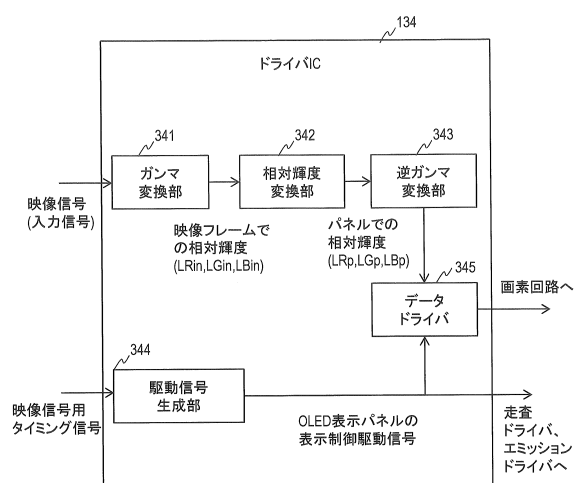 134
ドライバIC
341
ガンマ
変換部
342
相対輝度
変換部
343
逆ガンマ
変換部
映像信号
(入力信号)
映像フレームで
の相対輝度
(LRin,LGin,LBin)
パネルでの
相対輝度
(LRp,LGp,LBp)
345
データ
ドライバ
画素回路へ
344
駆動信号
生成部
映像信号用
タイミング信号
OLED表示パネルの
表示制御駆動信号
走査
ドライバ、
エミッション
ドライバへ